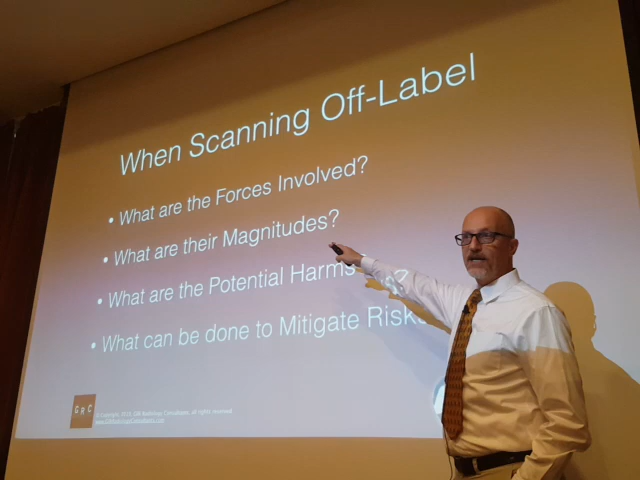 When Scanning Off-Label
• What are the Forces Involved?
• What are their Magnitudes?
• What are the Potential Harms ?
• What can be done to Mitigate Risk
GRC